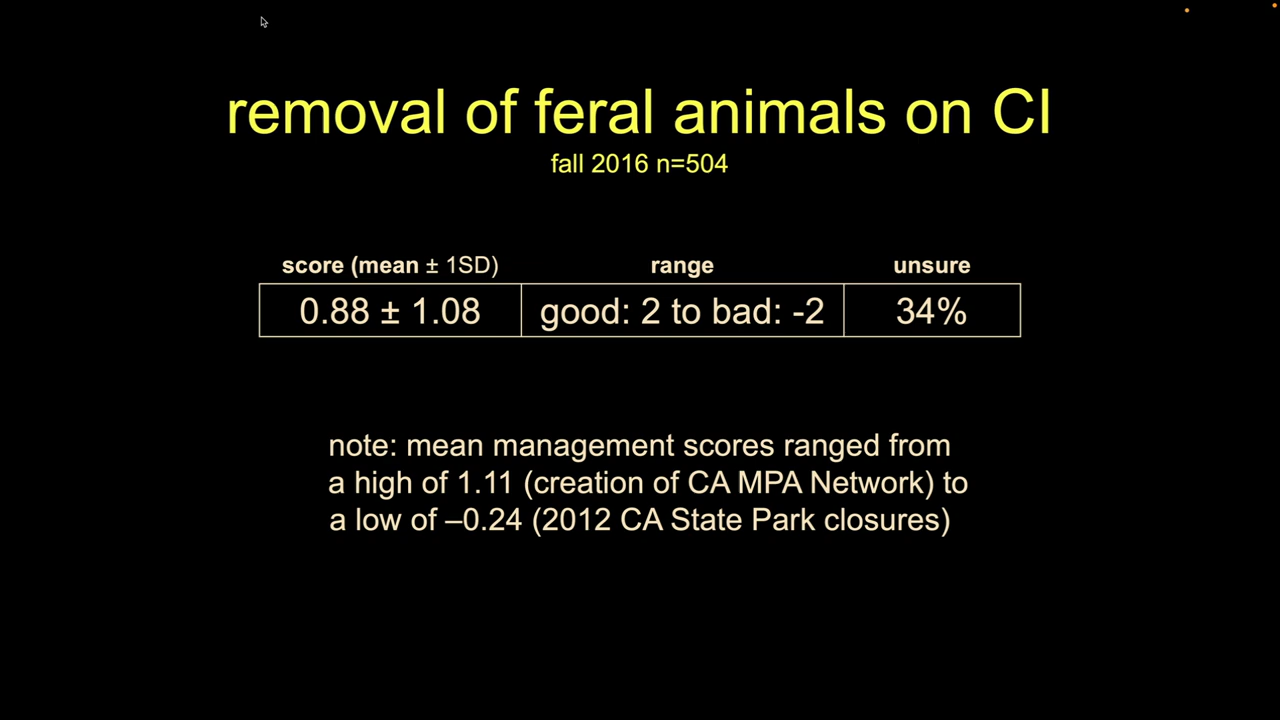 removal of feral animals on CI
fall 2016 n=504
score (mean ± 1SD) range unsure
0.88 ± 1.08 good: 2 to bad: -2 34%
note: mean management scores ranged from
a high of 1.11 (creation of CA MPA Network) to
a low of –0.24 (2012 CA State Park closures)